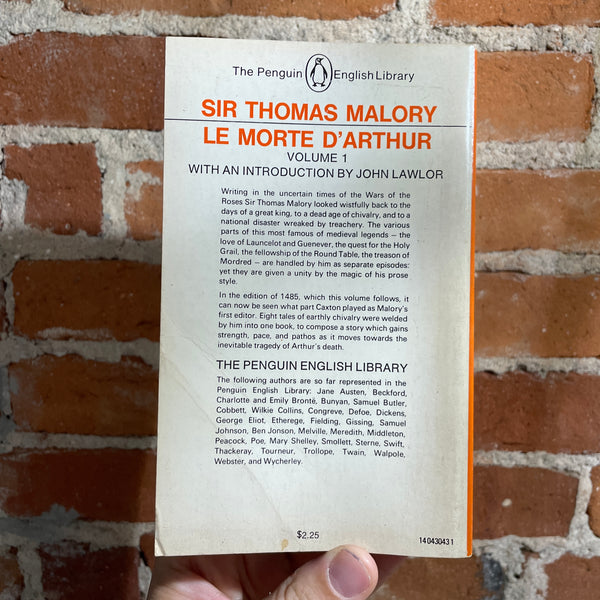 The Penguin English Library
SIR THOMAS MALORY
LE MORTE D'ARTHUR
VOLUME 1
WITH AN INTRODUCTION BY JOHN LAWLOR
Writing in the uncertain times of the Wars of the
Roses Sir Thomas Malory looked wistfully back to the
days of a great king, to a dead age of chivalry, and to a
national disaster wreaked by treachery. The various
parts of this most famous of medieval legends – the
love of Launcelot and Guenever, the quest for the Holy
Grail, the fellowship of the Round Table, the treason of
Mordred – are handled by him as separate episodes:
yet they are given a unity by the magic of his prose
style.
In the edition of 1485, which this volume follows, it
can now be seen what part Caxton played as Malory's
first editor. Eight tales of earthly chivalry were welded
by him into one book, to compose a story which gains
strength, pace, and pathos as it moves towards the
inevitable tragedy of Arthur's death.
THE PENGUIN ENGLISH LIBRARY
The following authors are so far represented in the
Penguin English Library: Jane Austen, Beckford,
Charlotte and Emily Brontë, Bunyan, Samuel Butler,
Cobbett, Wilkie Collins, Congreve, Defoe, Dickens,
George Eliot, Etherege, Fielding, Gissing, Samuel
Johnson, Ben Jonson, Melville, Meredith, Middleton,
Peacock, Poe, Mary Shelley, Smollett, Sterne, Swift,
Thackeray, Tourneur, Trollope, Twain, Walpole,
Webster, and Wycherley.
$2.25
14 043043 1